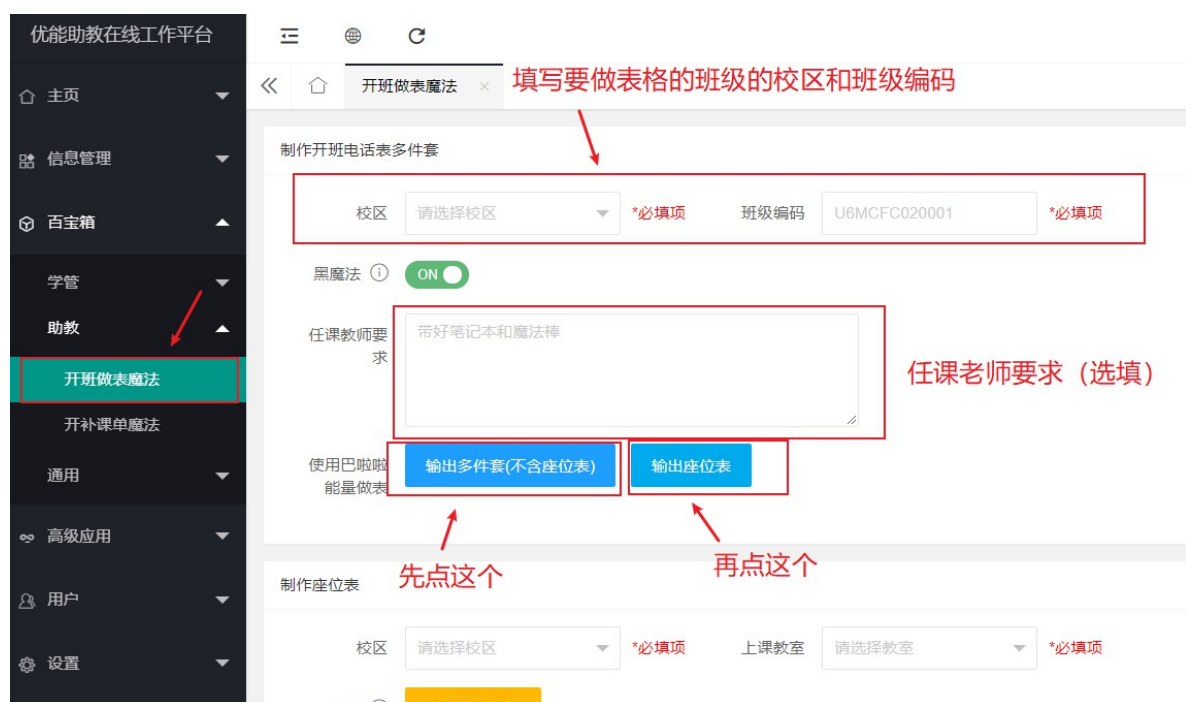 优能助教在线工作平台
主页
信息管理
百宝箱
学管
助教
开班做表魔法
开补课单魔法
通用
高级应用
用户
设置
开班做表魔法
填写要做表格的班级的校区和班级编码
制作开班电话表多件套
校区 请选择校区 *必填项 班级编码 U6MCFC020001 *必填项
黑魔法 ON
任课教师要
求
带好笔记本和魔法棒
任课老师要求（选填）
使用巴啦啦
能量做表
输出多件套(不含座位表) 输出座位表
先点这个
再点这个
制作座位表
校区 请选择校区 *必填项 上课教室 请选择教室 *必填项